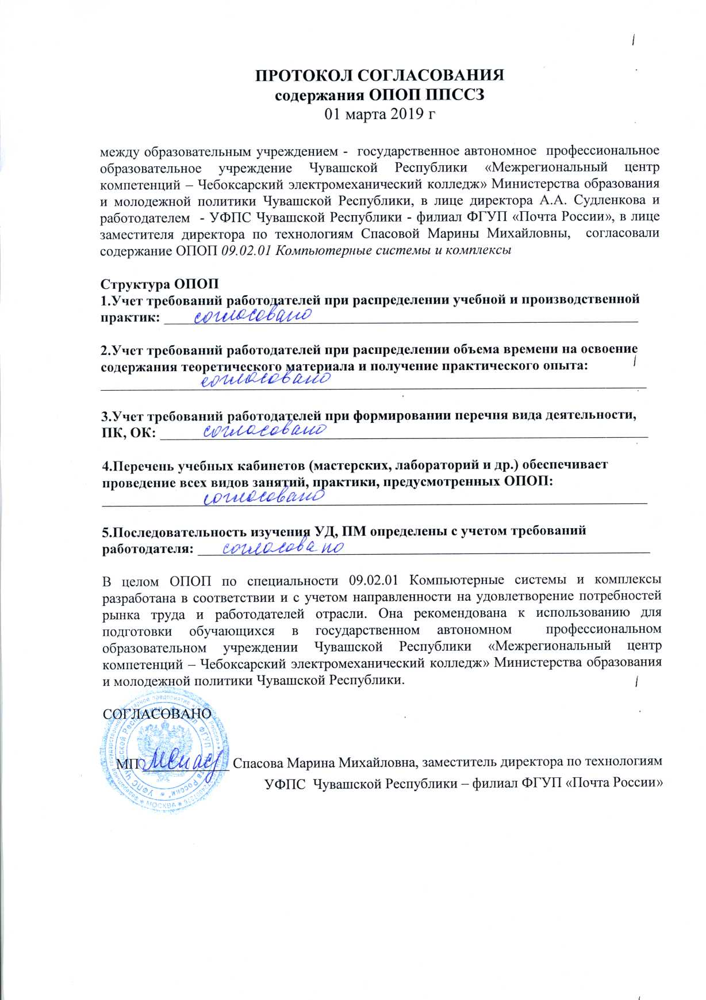 ПРОТОКОЛ СОГЛАСОВАНИЯ
содержания ОПОП ППССЗ
01 марта 2019 г
между образовательным учреждением - государственное автономное профессиональное
образовательное учреждение Чувашской Республики «Межрегиональный центр
компетенций – Чебоксарский электромеханический колледж» Министерства образования
и молодежной политики Чувашской Республики, в лице директора А.А. Судленкова и
работодателем - УФПС Чувашской Республики - филиал ФГУП «Почта России», в лице
заместителя директора по технологиям Спасовой Марины Михайловны, согласовали
содержание ОПОП 09.02.01 Компьютерные системы и комплексы
Структура ОПОП
1.Учет требований работодателей при распределении учебной и производственной
практик: согласовано
2.Учет требований работодателей при распределении объема времени на освоение
содержания теоретического материала и получение практического опыта:
согласовано
3.Учет требований работодателей при формировании перечня вида деятельности,
ПК, ОК: согласовано
4.Перечень учебных кабинетов (мастерских, лабораторий и др.) обеспечивает
проведение всех видов занятий, практики, предусмотренных ОПОП:
согласовано
5.Последовательность изучения УД, ПМ определены с учетом требований
работодателя: согласовано
В целом ОПОП по специальности 09.02.01 Компьютерные системы и комплексы
разработана в соответствии и с учетом направленности на удовлетворение потребностей
рынка труда и работодателей отрасли. Она рекомендована к использованию для
подготовки обучающихся в государственном автономном профессиональном
образовательном учреждении Чувашской Республики «Межрегиональный центр
компетенций – Чебоксарский электромеханический колледж» Министерства образования
и молодежной политики Чувашской Республики.
СОГЛАСОВАНО
МП Спасова Марина Михайловна, заместитель директора по технологиям
УФПС Чувашской Республики – филиал ФГУП «Почта России»
МОСКВА